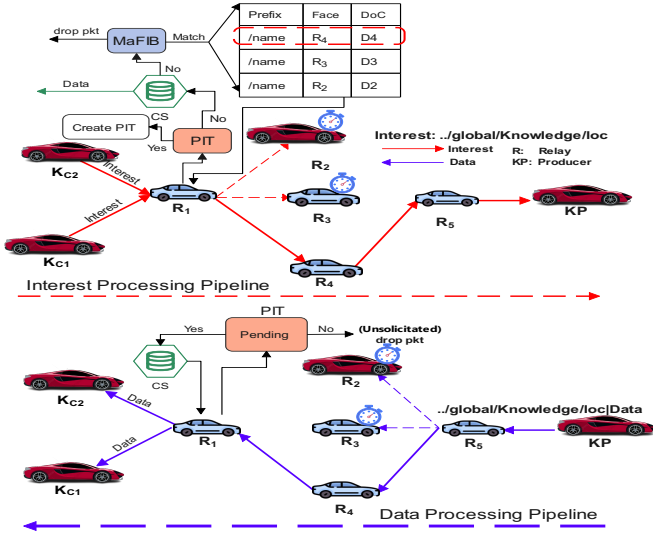 Prefix Face DoC
/name R4 D4
/name R3 D3
/name R2 D2
drop pkt
MaFIB
Match
No
Data
CS
No
Create PIT
Yes
PIT
Interest: ../global/Knowledge/loc
Interest R: Relay
Data KP: Producer
KC2
Interest
R2
R1
R3
R5
KP
Interest
KC1
R4
Interest Processing Pipeline
PIT
Yes
Pending
No
(Unsolicitated)
drop pkt
CS
R2
KC2
Data
../global/Knowledge/loc|Data
R1
R3
R5
KP
Data
KC1
R4
Data Processing Pipeline